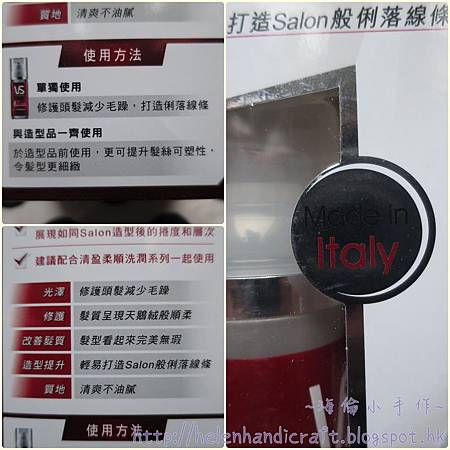 質地 清爽不油膩
使用方法
VS
單獨使用
修護頭髮減少毛躁，打造俐落線條
與造型品一齊使用
於造型品前使用，更可提升髮絲可塑性，
令髮型更細緻
展現如同Salon造型後的捲度和層次
建議配合清盈柔順洗潤系列一起使用
光澤 修護頭髮減少毛躁
修護 髮質呈現天鵝絨般順柔
改善髮質 髮型看起來完美無瑕
造型提升 輕易打造Salon般俐落線條
質地 清爽不油膩
使用方法
打造Salon般俐落線條
Made in
Italy
~海倫小手作~
http://helenhandicraft.blogspot.hk